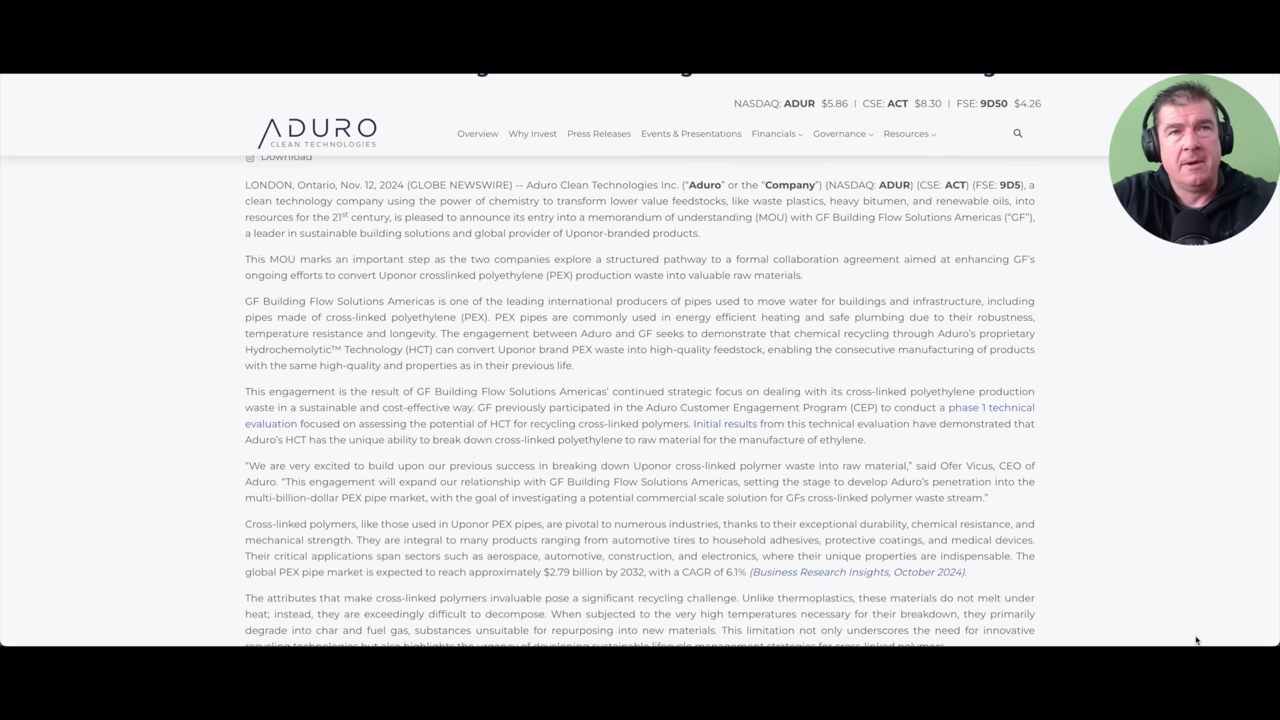 NASDAQ: ADUR $5.86 | CSE: ACT $8.30 | FSE: 9D50 $4.26
ADURO
CLEAN TECHNOLOGIES
Overview Why Invest Press Releases Events & Presentations Financials Governance Resources
Download
LONDON, Ontario, Nov. 12, 2024 (GLOBE NEWSWIRE) -- Aduro Clean Technologies Inc. (“Aduro” or the “Company”) (NASDAQ: ADUR) (CSE: ACT) (FSE: 9D5), a
clean technology company using the power of chemistry to transform lower value feedstocks, like waste plastics, heavy bitumen, and renewable oils, into
resources for the 21st century, is pleased to announce its entry into a memorandum of understanding (MOU) with GF Building Flow Solutions Americas (“GF”),
a leader in sustainable building solutions and global provider of Uponor-branded products.
This MOU marks an important step as the two companies explore a structured pathway to a formal collaboration agreement aimed at enhancing GF’s
ongoing efforts to convert Uponor crosslinked polyethylene (PEX) production waste into valuable raw materials.
GF Building Flow Solutions Americas is one of the leading international producers of pipes used to move water for buildings and infrastructure, including
pipes made of cross-linked polyethylene (PEX). PEX pipes are commonly used in energy efficient heating and safe plumbing due to their robustness,
temperature resistance and longevity. The engagement between Aduro and GF seeks to demonstrate that chemical recycling through Aduro’s proprietary
Hydrochemolytic™ Technology (HCT) can convert Uponor brand PEX waste into high-quality feedstock, enabling the consecutive manufacturing of products
with the same high-quality and properties as in their previous life.
This engagement is the result of GF Building Flow Solutions Americas’ continued strategic focus on dealing with its cross-linked polyethylene production
waste in a sustainable and cost-effective way. GF previously participated in the Aduro Customer Engagement Program (CEP) to conduct a phase 1 technical
evaluation focused on assessing the potential of HCT for recycling cross-linked polymers. Initial results from this technical evaluation have demonstrated that
Aduro’s HCT has the unique ability to break down cross-linked polyethylene to raw material for the manufacture of ethylene.
“We are very excited to build upon our previous success in breaking down Uponor cross-linked polymer waste into raw material,” said Ofer Vicus, CEO of
Aduro. “This engagement will expand our relationship with GF Building Flow Solutions Americas, setting the stage to develop Aduro’s penetration into the
multi-billion-dollar PEX pipe market, with the goal of investigating a potential commercial scale solution for GFs cross-linked polymer waste stream.”
Cross-linked polymers, like those used in Uponor PEX pipes, are pivotal to numerous industries, thanks to their exceptional durability, chemical resistance, and
mechanical strength. They are integral to many products ranging from automotive tires to household adhesives, protective coatings, and medical devices.
Their critical applications span sectors such as aerospace, automotive, construction, and electronics, where their unique properties are indispensable. The
global PEX pipe market is expected to reach approximately $2.79 billion by 2032, with a CAGR of 6.1% (Business Research Insights, October 2024).
The attributes that make cross-linked polymers invaluable pose a significant recycling challenge. Unlike thermoplastics, these materials do not melt under
heat; instead, they are exceedingly difficult to decompose. When subjected to the very high temperatures necessary for their breakdown, they primarily
degrade into char and fuel gas, substances unsuitable for repurposing into new materials. This limitation not only underscores the need for innovative
recycling technologies but also highlights the urgency of developing sustainable lifecycle management strategies for cross-linked polymers.